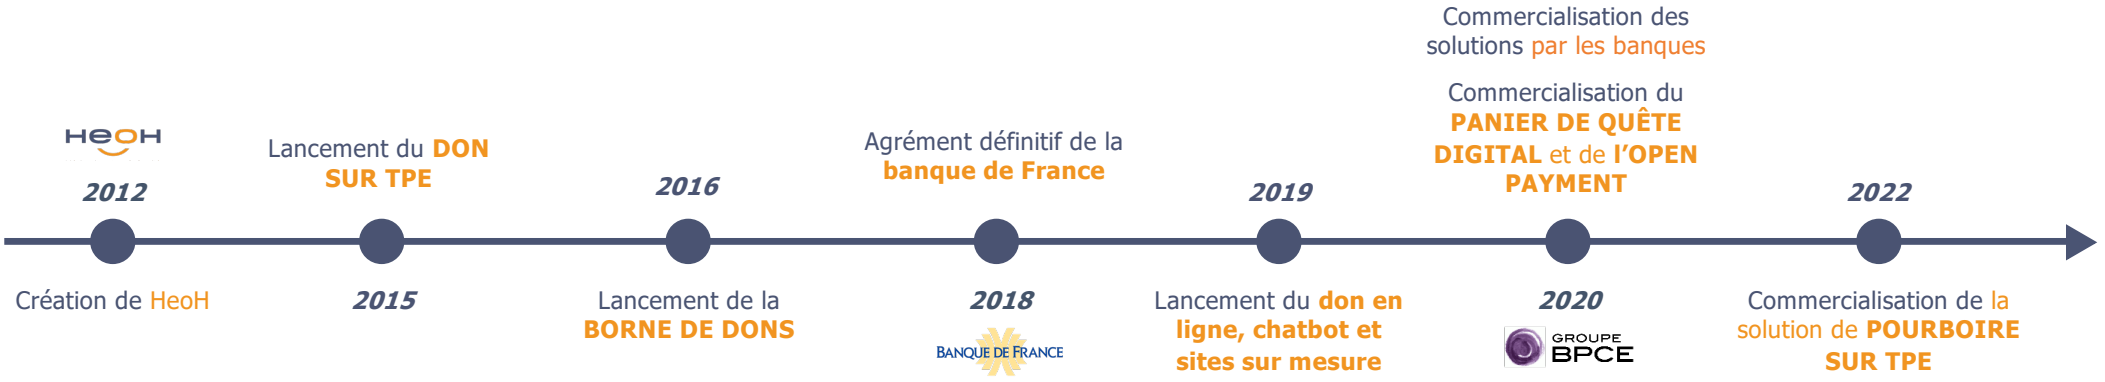 HeoH
2012
Création de HeoH
Lancement du DON
SUR TPE
2015
2016
Lancement de la
BORNE DE DONS
Agrément définitif de la
banque de France
2018
BANQUE DE FRANCE
2019
Lancement du don en
ligne, chatbot et
sites sur mesure
Commercialisation des
solutions par les banques
Commercialisation du
PANIER DE QUÊTE
DIGITAL et de l’OPEN
PAYMENT
2020
GROUPE
BPCE
2022
Commercialisation de la
solution de POURBOIRE
SUR TPE